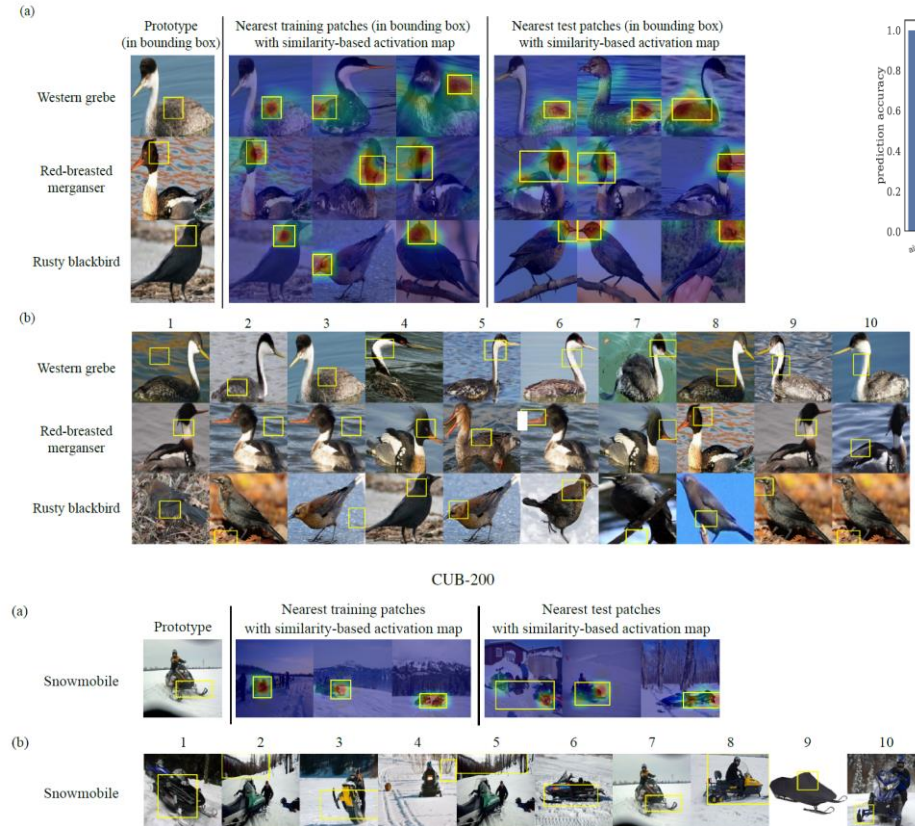 (a)
Prototype
(in bounding box)
Nearest training patches (in bounding box)
with similarity-based activation map
Nearest test patches (in bounding box)
with similarity-based activation map
Western grebe
Red-breasted
merganser
Rusty blackbird
prediction accuracy
1.0
0.8
0.6
0.4
0.2
0.0
(b)
1 2 3 4 5 6 7 8 9 10
Western grebe
Red-breasted
merganser
Rusty blackbird
CUB-200
(a)
Prototype
Nearest training patches
with similarity-based activation map
Nearest test patches
with similarity-based activation map
Snowmobile
(b)
1 2 3 4 5 6 7 8 9 10
Snowmobile